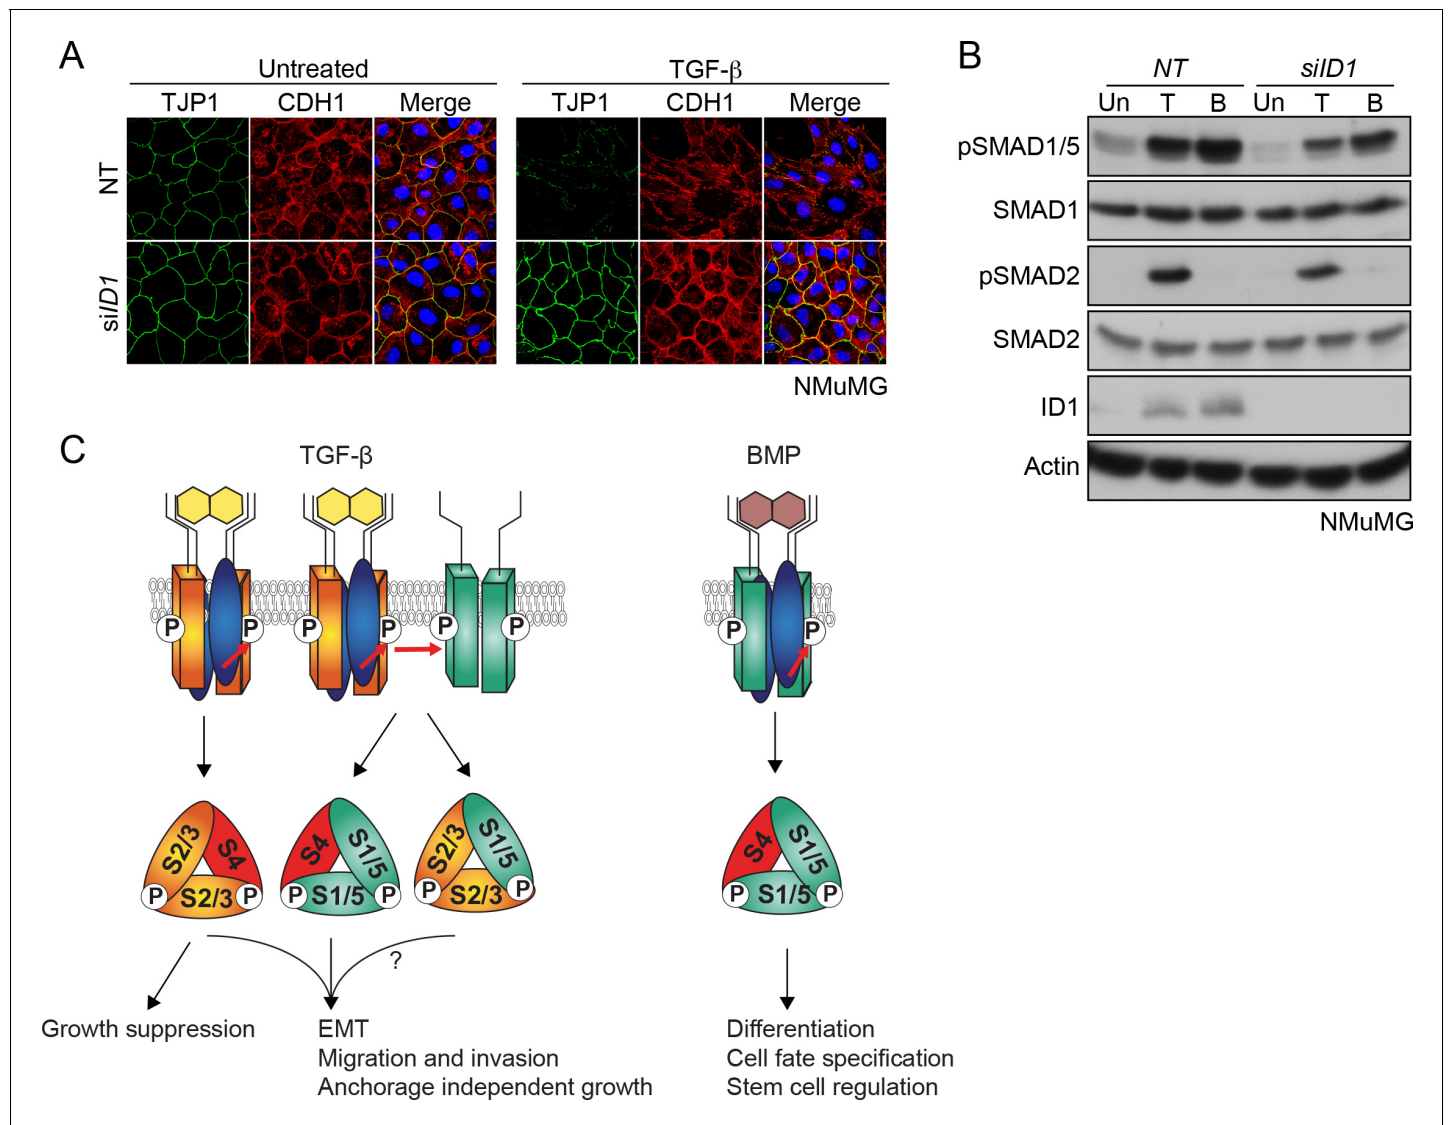 A
Untreated
TGF-β
TJP1 CDH1 Merge
TJP1 CDH1 Merge
NT
siID1
NMuMG
B
NT siID1
Un T B Un T B
pSMAD1/5
SMAD1
pSMAD2
SMAD2
ID1
Actin
NMuMG
C
TGF-β
BMP
P P P P P P P P
S2/3 S4 S2/3 P P
S4 S1/5 S1/5 P P
S2/3 S1/5 S2/3 P P
S4 S1/5 S1/5 P P
?
Growth suppression
EMT
Migration and invasion
Anchorage independent growth
Differentiation
Cell fate specification
Stem cell regulation